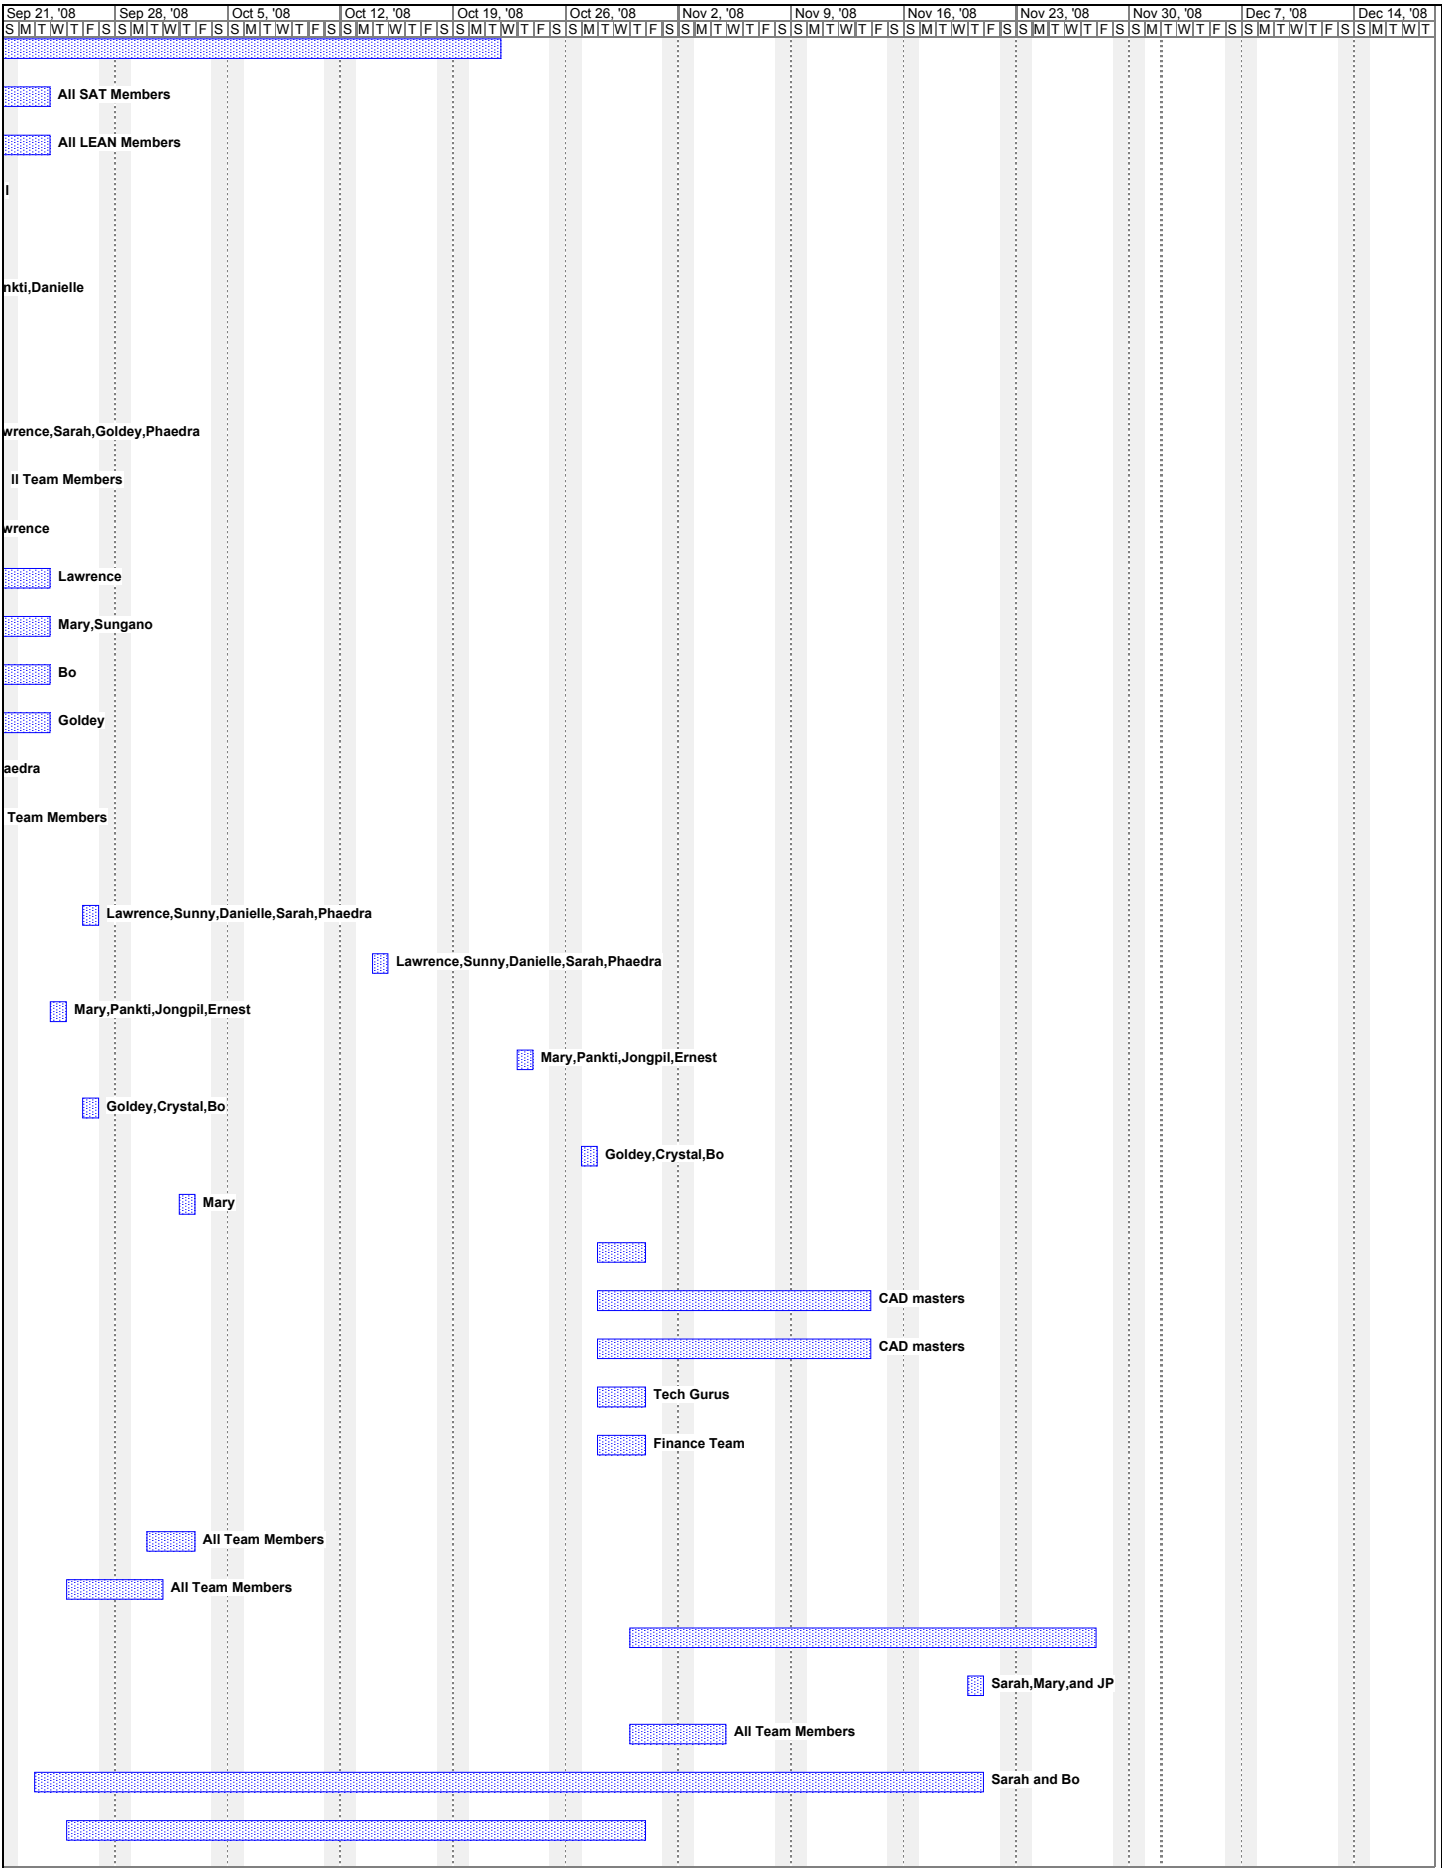 Sep 21, '08 Sep 28, '08 Oct 5, '08 Oct 12, '08 Oct 19, '08 Oct 26, '08 Nov 2, '08 Nov 9, '08 Nov 16, '08 Nov 23, '08 Nov 30, '08 Dec 7, '08 Dec 14, '08
S M T W T F S S M T W T F S S M T W T F S S M T W T F S S M T W T F S S M T W T F S S M T W T F S S M T W T F S S M T W T F S S M T W T F S S M T W T F S S M T W T F S S M T W T
All SAT Members
All LEAN Members
l
nkti,Danielle
wrence,Sarah,Goldey,Phaedra
ll Team Members
wrence
Lawrence
Mary,Sungano
Bo
Goldey
aedra
Team Members
Lawrence,Sunny,Danielle,Sarah,Phaedra
Lawrence,Sunny,Danielle,Sarah,Phaedra
Mary,Pankti,Jongpil,Ernest
Mary,Pankti,Jongpil,Ernest
Goldey,Crystal,Bo
Goldey,Crystal,Bo
Mary
CAD masters
CAD masters
Tech Gurus
Finance Team
All Team Members
All Team Members
Sarah,Mary,and JP
All Team Members
Sarah and Bo